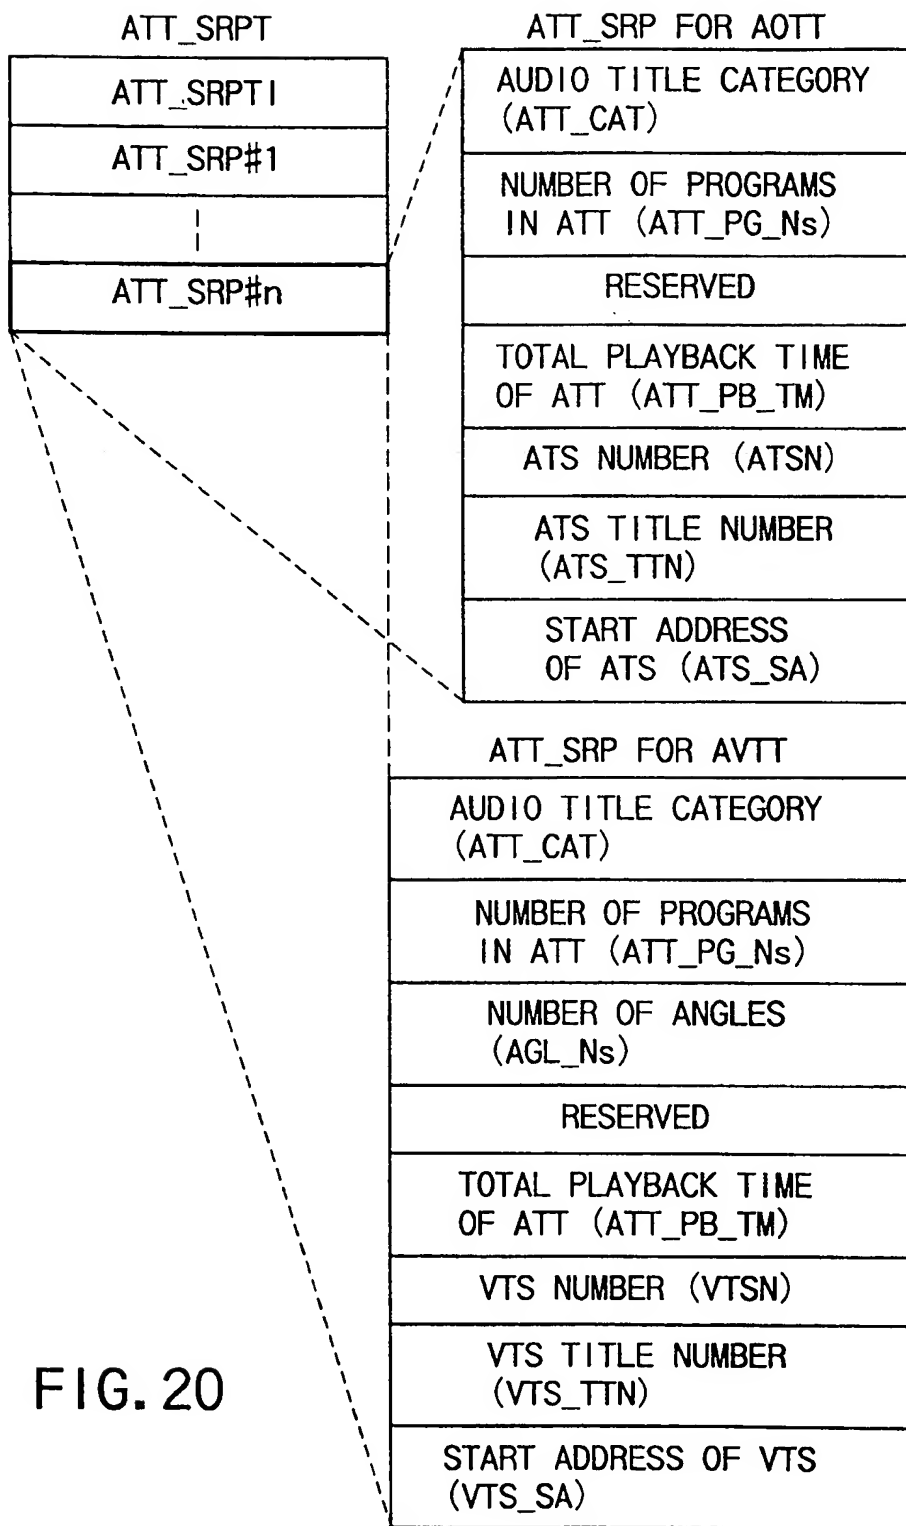 ATT_SRPT
ATT_SRPTI
ATT_SRP#1
ATT_SRP#n
ATT_SRP FOR AOTT
AUDIO TITLE CATEGORY
(ATT_CAT)
NUMBER OF PROGRAMS
IN ATT (ATT_PG_Ns)
RESERVED
TOTAL PLAYBACK TIME
OF ATT (ATT_PB_TM)
ATS NUMBER (ATSN)
ATS TITLE NUMBER
(ATS_TTN)
START ADDRESS
OF ATS (ATS_SA)
ATT_SRP FOR AVTT
AUDIO TITLE CATEGORY
(ATT_CAT)
NUMBER OF PROGRAMS
IN ATT (ATT_PG_Ns)
NUMBER OF ANGLES
(AGL_Ns)
RESERVED
TOTAL PLAYBACK TIME
OF ATT (ATT_PB_TM)
VTS NUMBER (VTSN)
VTS TITLE NUMBER
(VTS_TTN)
START ADDRESS OF VTS
(VTS_SA)
FIG. 20